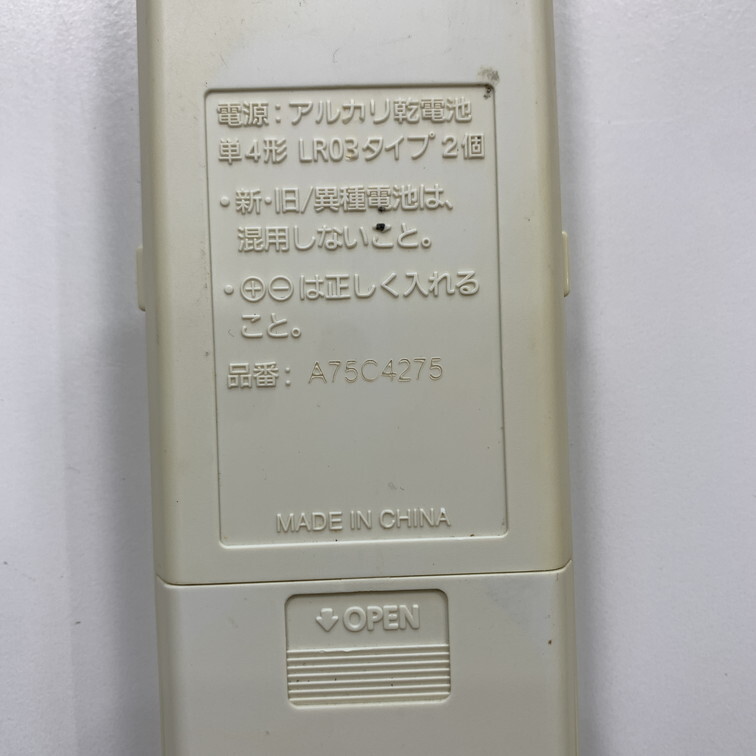 電源：アルカリ乾電池
単4形 LR03タイプ 2個
・新・旧/異種電池は、
混用しないこと。
・⊕⊖は正しく入れる
こと。
品番： A75C4275
MADE IN CHINA
OPEN